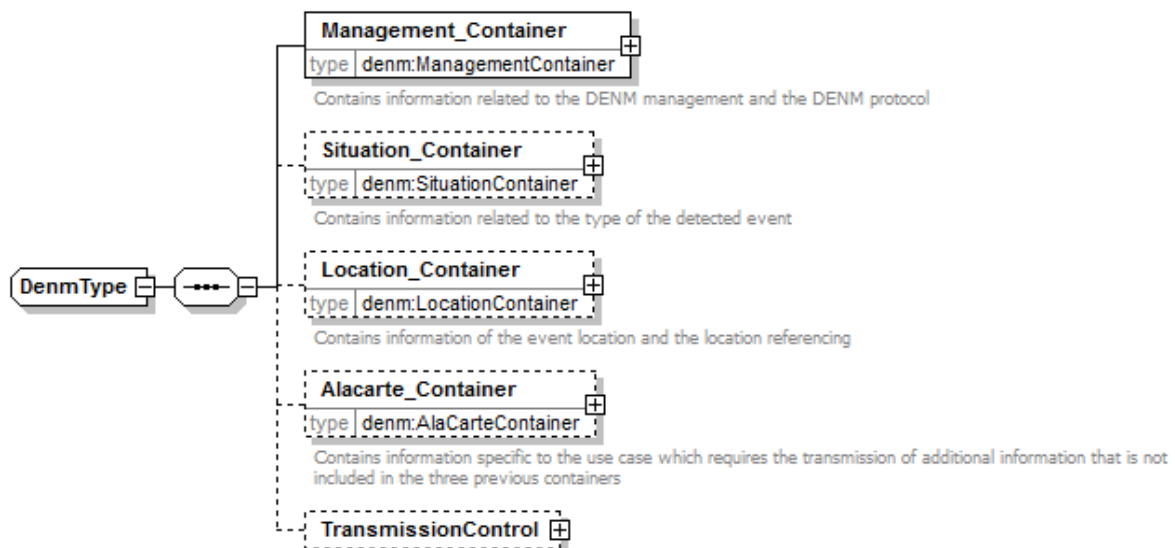 Management_Container
type denm:ManagementContainer
Contains information related to the DENM management and the DENM protocol
Situation_Container
type denm:SituationContainer
Contains information related to the type of the detected event
DenmType
Location_Container
type denm:LocationContainer
Contains information of the event location and the location referencing
Alacarte_Container
type denm:AlaCarteContainer
Contains information specific to the use case which requires the transmission of additional information that is not
included in the three previous containers
TransmissionControl